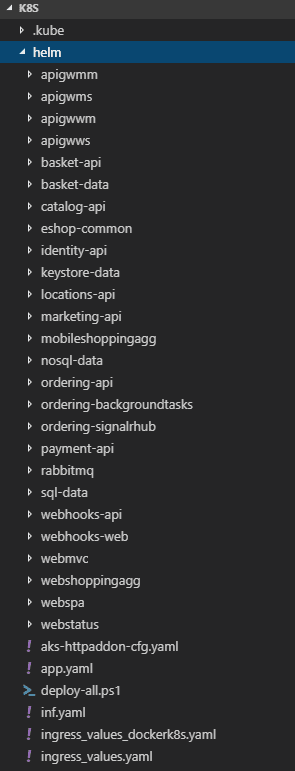 K8S
.kube
helm
apigwmm
apigwms
apigwwm
apigwws
basket-api
basket-data
catalog-api
eshop-common
identity-api
keystore-data
locations-api
marketing-api
mobileshoppingagg
nosql-data
ordering-api
ordering-backgroundtasks
ordering-signalrhub
payment-api
rabbitmq
sql-data
webhooks-api
webhooks-web
webmvc
webshoppingagg
webspa
webstatus
! aks-httpaddon-cfg.yaml
! app.yaml
>_ deploy-all.ps1
! inf.yaml
! ingress_values_dockerk8s.yaml
! ingress_values.yaml